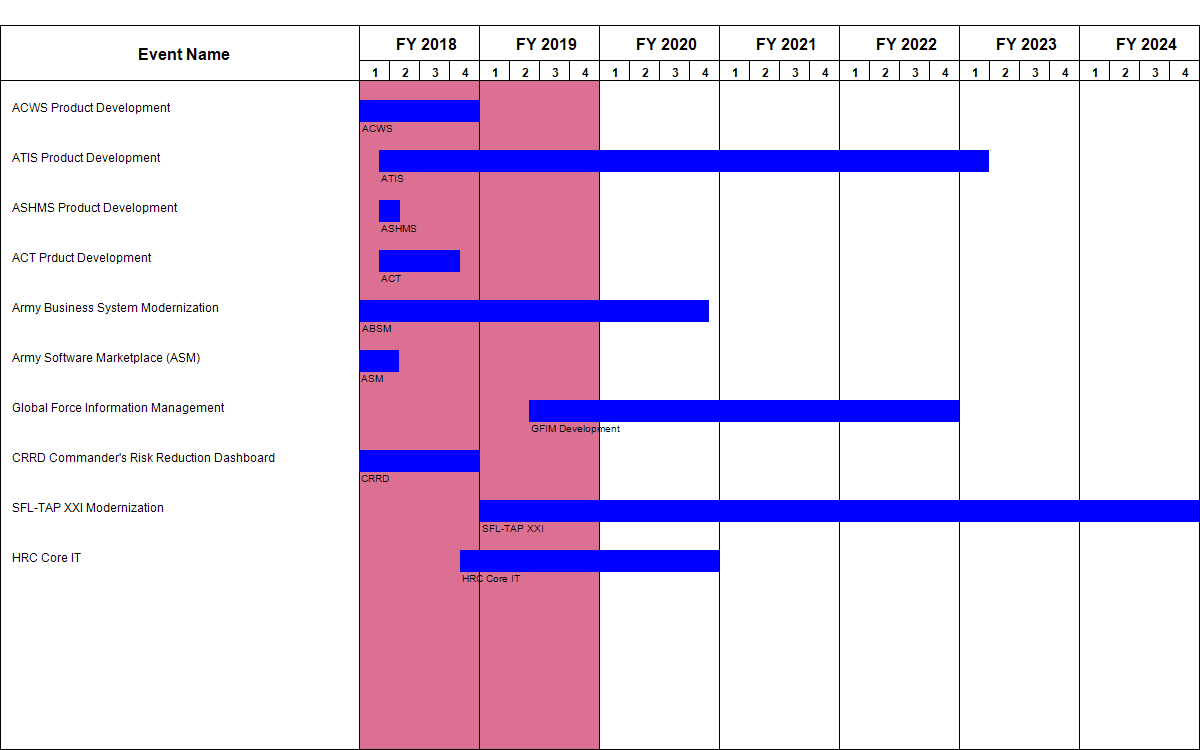 Event Name
FY 2018 FY 2019 FY 2020 FY 2021 FY 2022 FY 2023 FY 2024
1 2 3 4 1 2 3 4 1 2 3 4 1 2 3 4 1 2 3 4 1 2 3 4 1 2 3 4
ACWS Product Development
ACWS
ATIS Product Development
ATIS
ASHMS Product Development
ASHMS
ACT Prduct Development
ACT
Army Business System Modernization
ABSM
Army Software Marketplace (ASM)
ASM
Global Force Information Management
GFIM Development
CRRD Commander's Risk Reduction Dashboard
CRRD
SFL-TAP XXI Modernization
SFL-TAP XXI
HRC Core IT
HRC Core IT